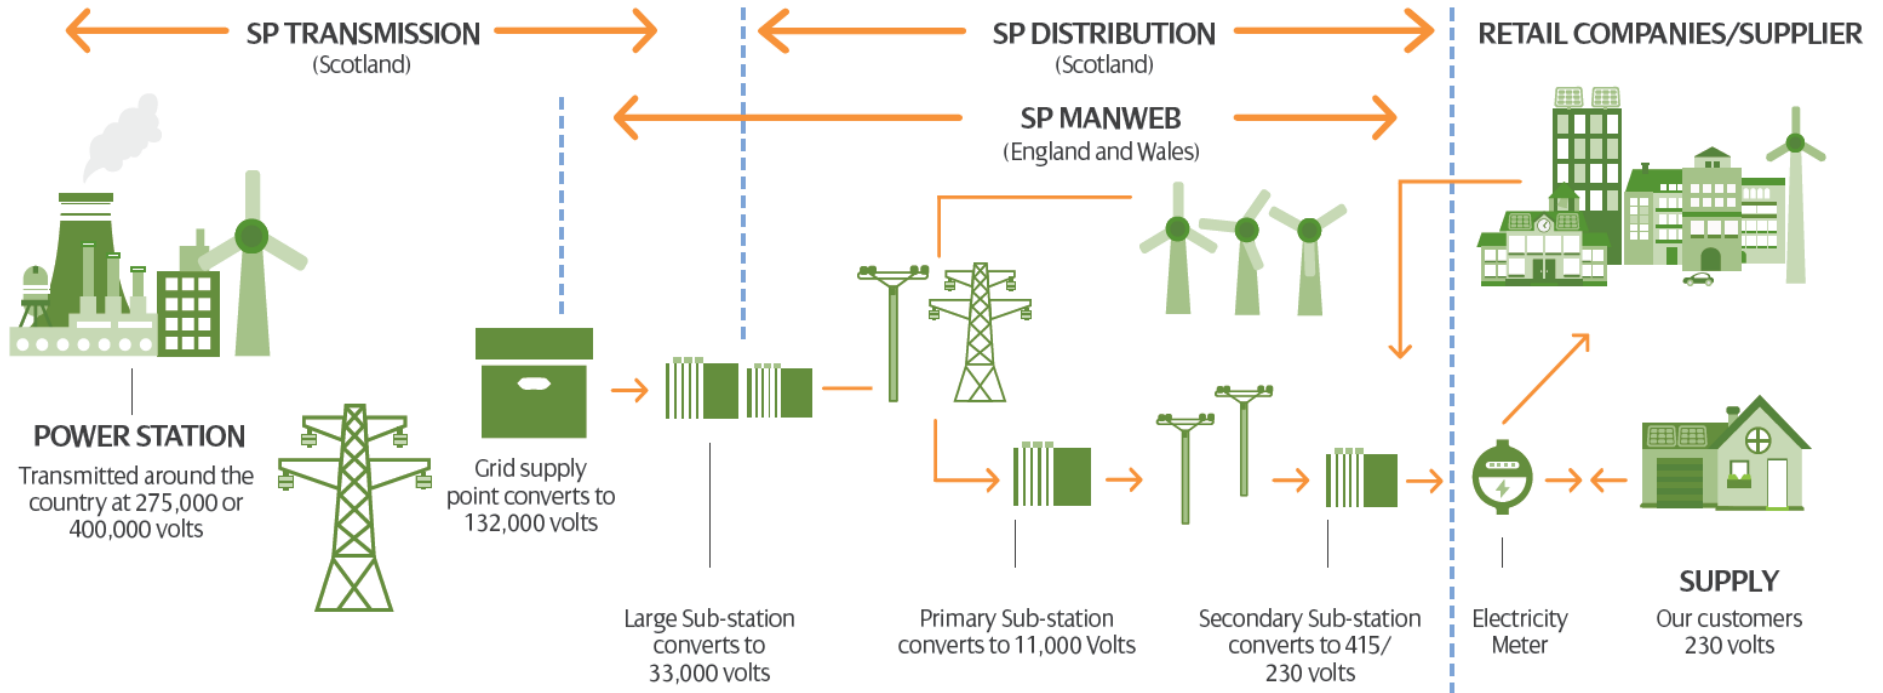 SP TRANSMISSION
(Scotland)
SP DISTRIBUTION
(Scotland)
RETAIL COMPANIES/SUPPLIER
SP MANWEB
(England and Wales)
POWER STATION
Transmitted around the
country at 275,000 or
400,000 volts
Grid supply
point converts to
132,000 volts
Large Sub-station
converts to
33,000 volts
Primary Sub-station
converts to 11,000 Volts
Secondary Sub-station
converts to 415/
230 volts
Electricity
Meter
SUPPLY
Our customers
230 volts